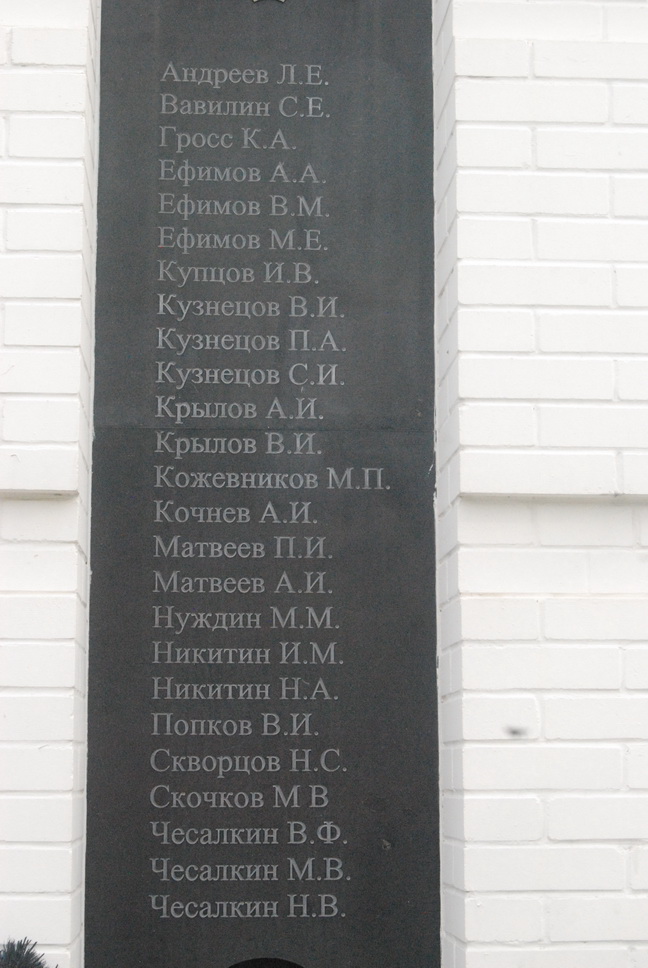 Андреев Л.Е.
Вавилин С.Е.
Гросс К.А.
Ефимов А.А.
Ефимов В.М.
Ефимов М.Е.
Купцов И.В.
Кузнецов В.И.
Кузнецов П.А.
Кузнецов С.И.
Крылов А.И.
Крылов В.И.
Кожевников М.П.
Кочнев А.И.
Матвеев П.И.
Матвеев А.И.
Нуждин М.М.
Никитин И.М.
Никитин Н.А.
Попков В.И.
Скворцов Н.С.
Скочков М В
Чесалкин В.Ф.
Чесалкин М.В.
Чесалкин Н.В.